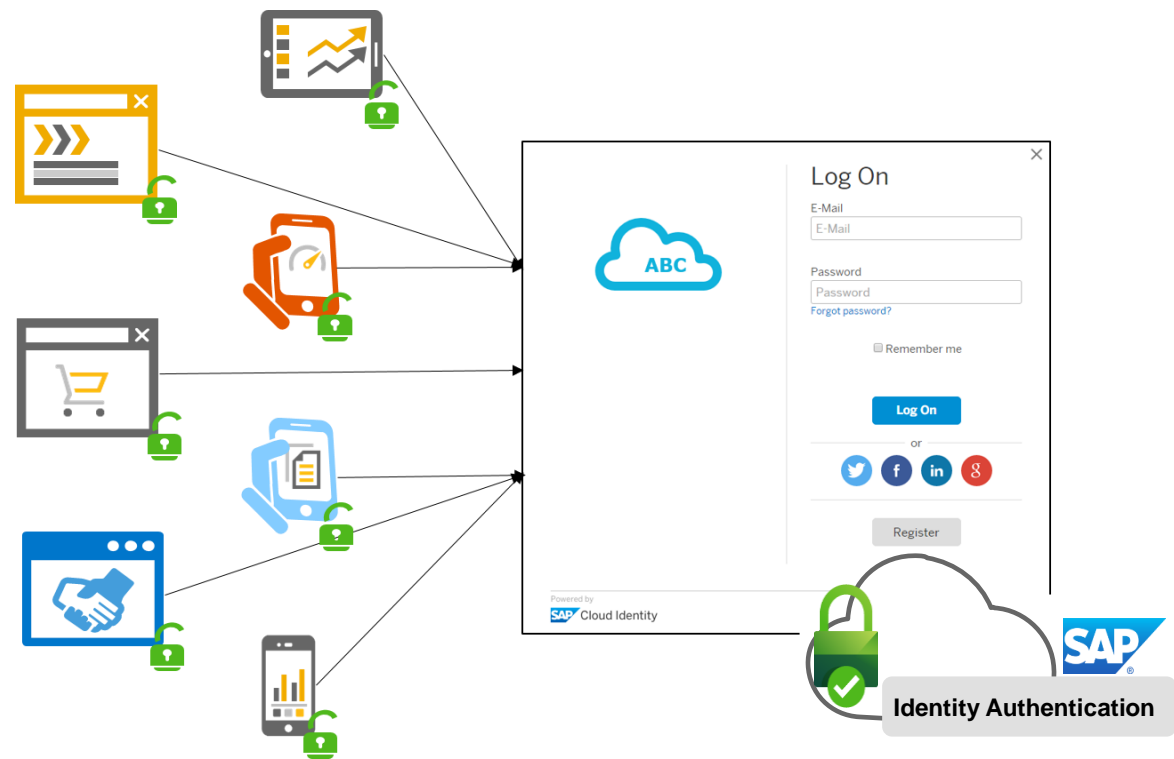 Log On
E-Mail
E-Mail
ABC
Password
Password
Forgot password?
Remember me
Log On
or
Register
Powered by
SAP Cloud Identity
SAP
Identity Authentication